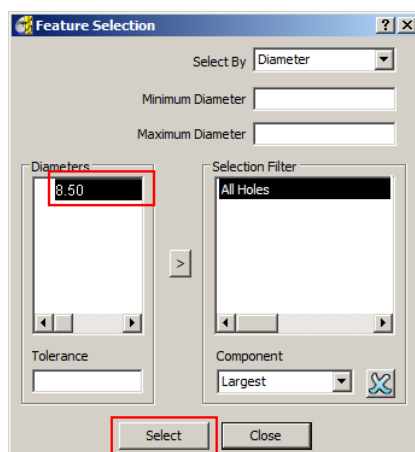 Feature Selection
Select By Diameter
Minimum Diameter
Maximum Diameter
Diameters
8.50
Selection Filter
All Holes
>
Tolerance
Component
Largest
Select
Close